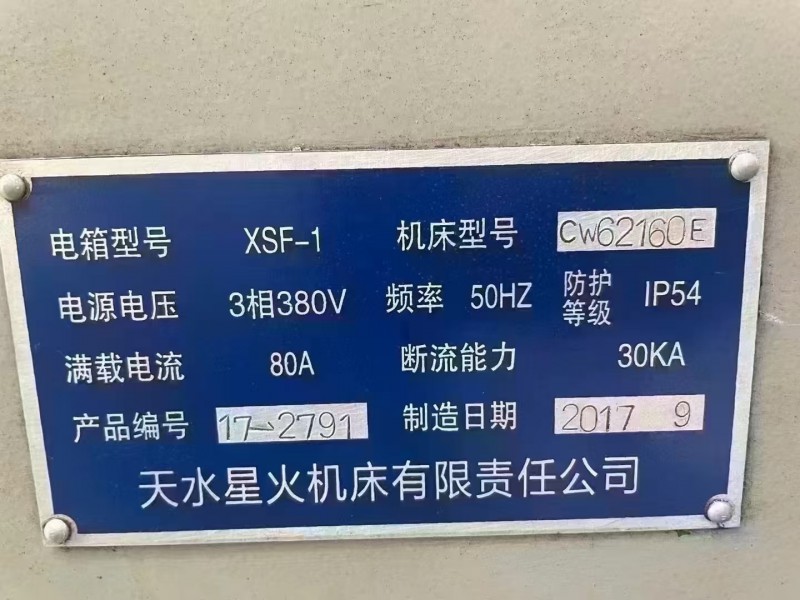 电箱型号 XSF-1 机床型号 CW62160E
电源电压 3相380V 频率 50HZ 防护等级 IP54
满载电流 80A 断流能力 30KA
产品编号 17-2791 制造日期 2017 9
天水星火机床有限责任公司